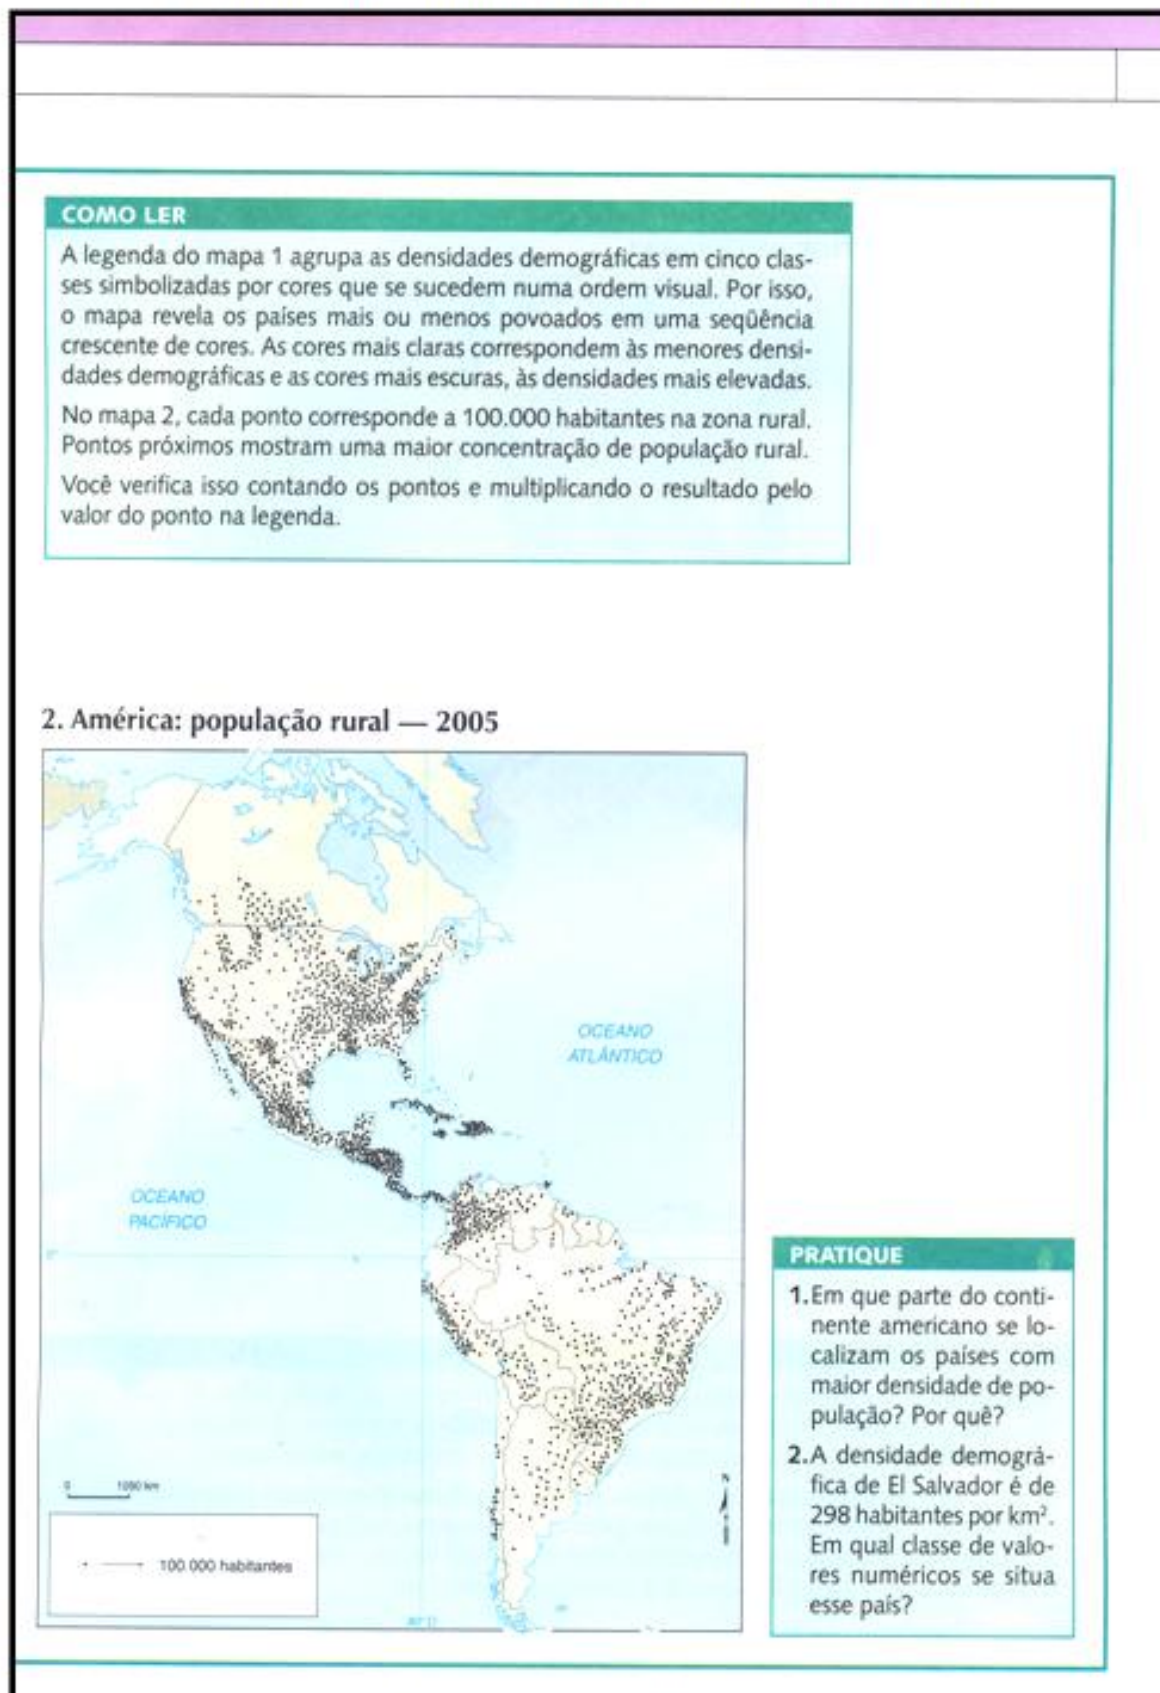 COMO LER
A legenda do mapa 1 agrupa as densidades demográficas em cinco clas-
ses simbolizadas por cores que se sucedem numa ordem visual. Por isso,
o mapa revela os países mais ou menos povoados em uma seqüência
crescente de cores. As cores mais claras correspondem às menores densi-
dades demográficas e as cores mais escuras, às densidades mais elevadas.
No mapa 2, cada ponto corresponde a 100.000 habitantes na zona rural.
Pontos próximos mostram uma maior concentração de população rural.
Você verifica isso contando os pontos e multiplicando o resultado pelo
valor do ponto na legenda.
2. América: população rural — 2005
OCEANO
ATLÂNTICO
OCEANO
PACÍFICO
0°
0 1090 km
N
100.000 habitantes
PRATIQUE
1. Em que parte do conti-
nente americano se lo-
calizam os países com
maior densidade de po-
pulação? Por quê?
2. A densidade demográ-
fica de El Salvador é de
298 habitantes por km².
Em qual classe de valo-
res numéricos se situa
esse país?